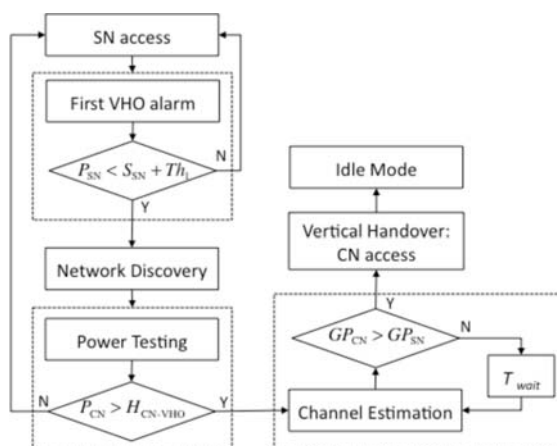 SN access
First VHO alarm
P_SN < S_SN + Th_1
N
Y
Network Discovery
Power Testing
P_CN > H_CN-VHO
N
Y
Idle Mode
Vertical Handover:
CN access
Y
GP_CN > GP_SN
N
T_wait
Channel Estimation